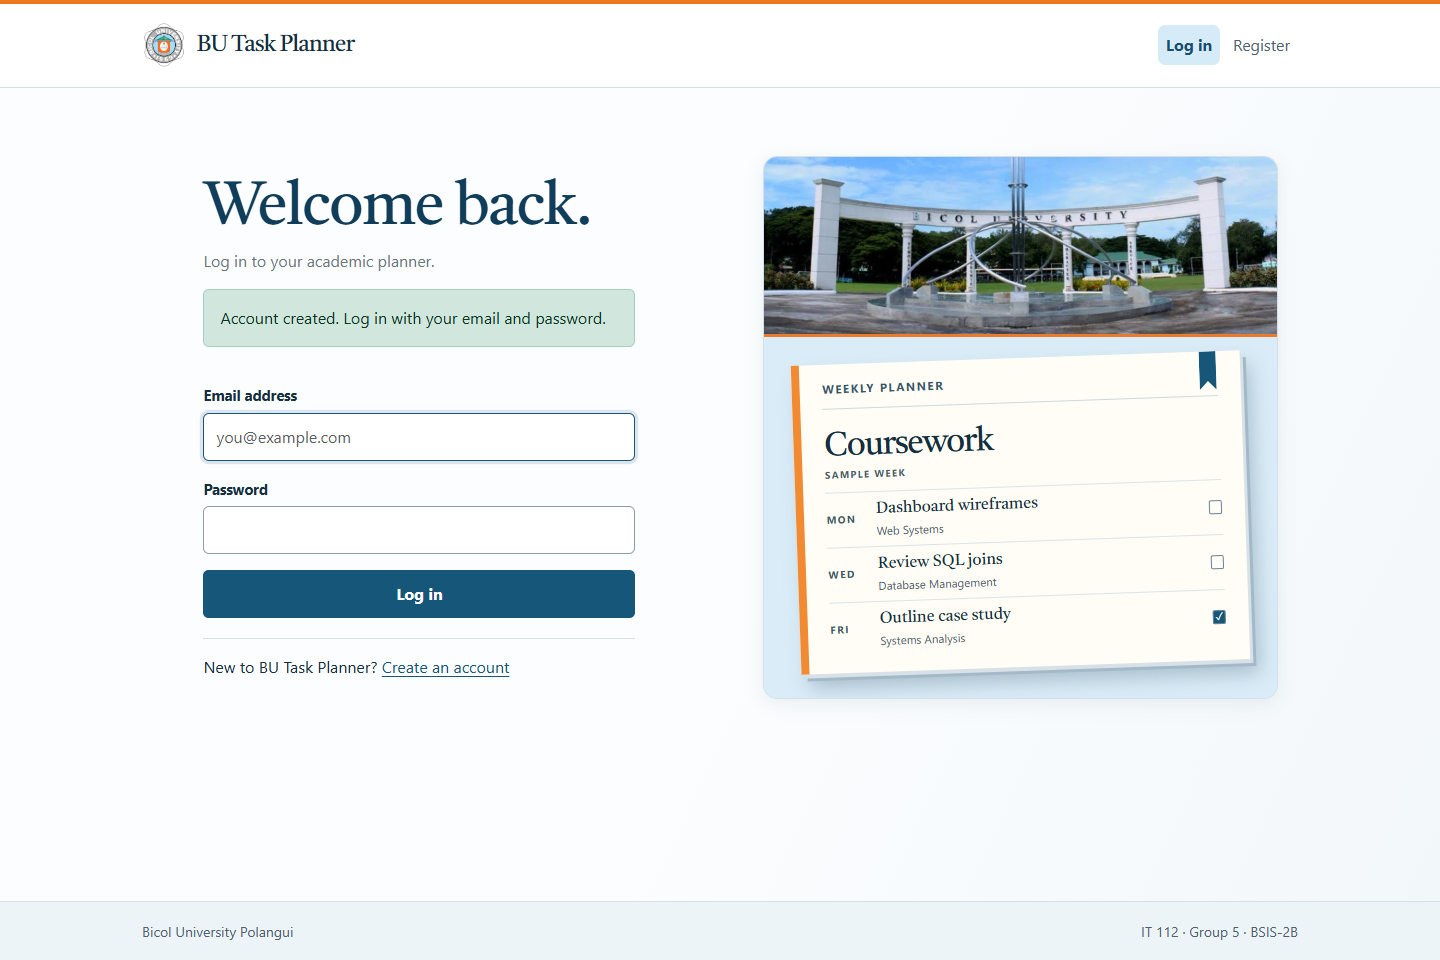 BU Task Planner
Log in
Register
Welcome back.
Log in to your academic planner.
Account created. Log in with your email and password.
Email address
you@example.com
Password
Log in
New to BU Task Planner? Create an account
BICOL UNIVERSITY
WEEKLY PLANNER
Coursework
SAMPLE WEEK
MON
Dashboard wireframes
Web Systems
WED
Review SQL joins
Database Management
FRI
Outline case study
Systems Analysis
Bicol University Polangui
IT 112 · Group 5 · BSIS-2B